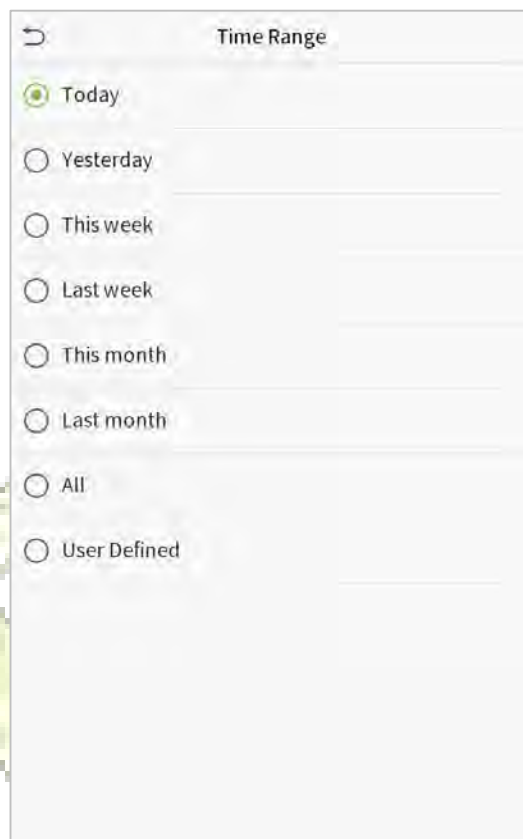 Time Range
Today
Yesterday
This week
Last week
This month
Last month
All
User Defined